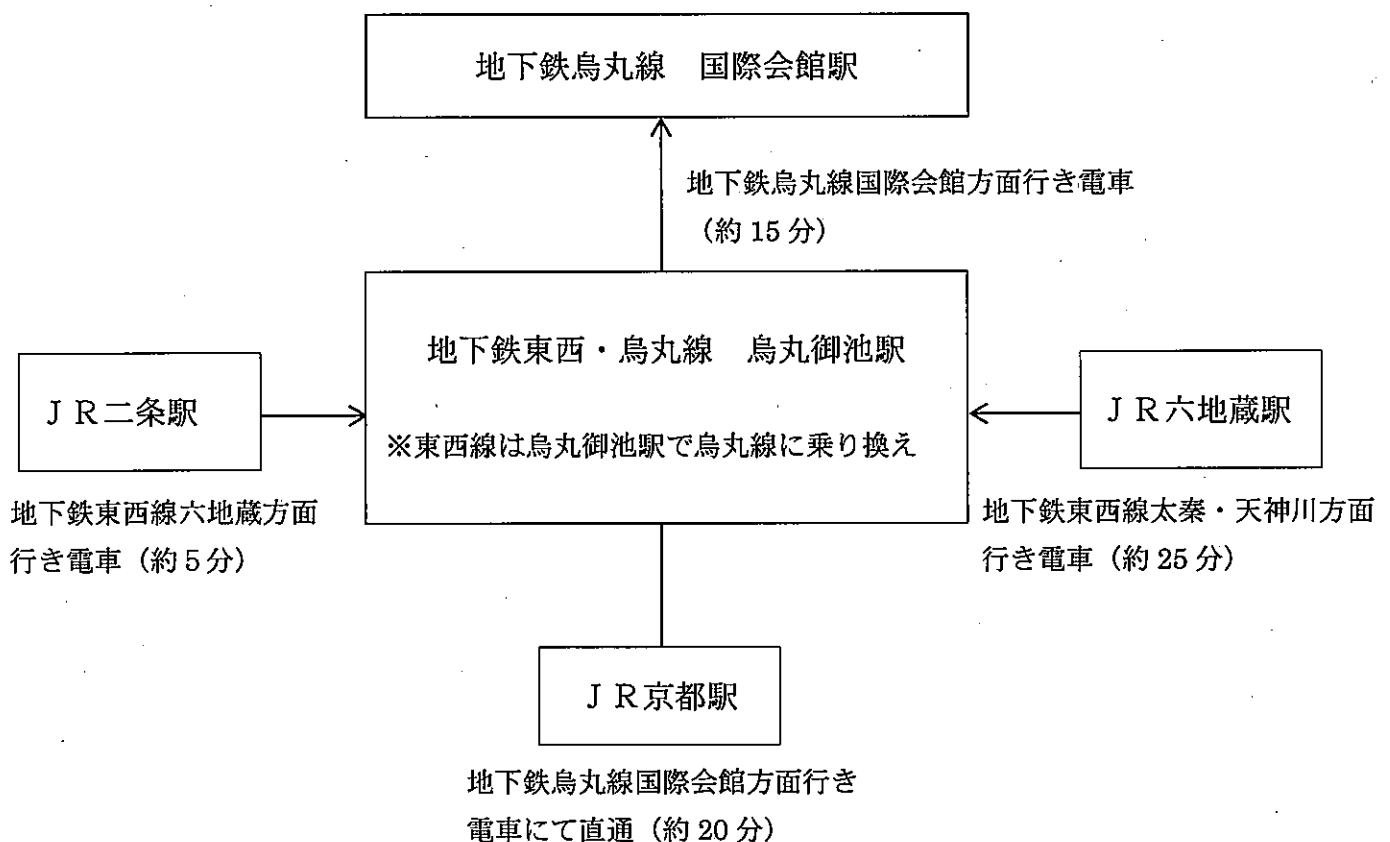 地下鉄烏丸線　国際会館駅
地下鉄烏丸線国際会館方面行き電車
（約 15 分）
地下鉄東西・烏丸線　烏丸御池駅
※東西線は烏丸御池駅で烏丸線に乗り換え
ＪＲ二条駅
地下鉄東西線六地蔵方面
行き電車（約 5 分）
ＪＲ六地蔵駅
地下鉄東西線太秦・天神川方面
行き電車（約 25 分）
ＪＲ京都駅
地下鉄烏丸線国際会館方面行き
電車にて直通（約 20 分）